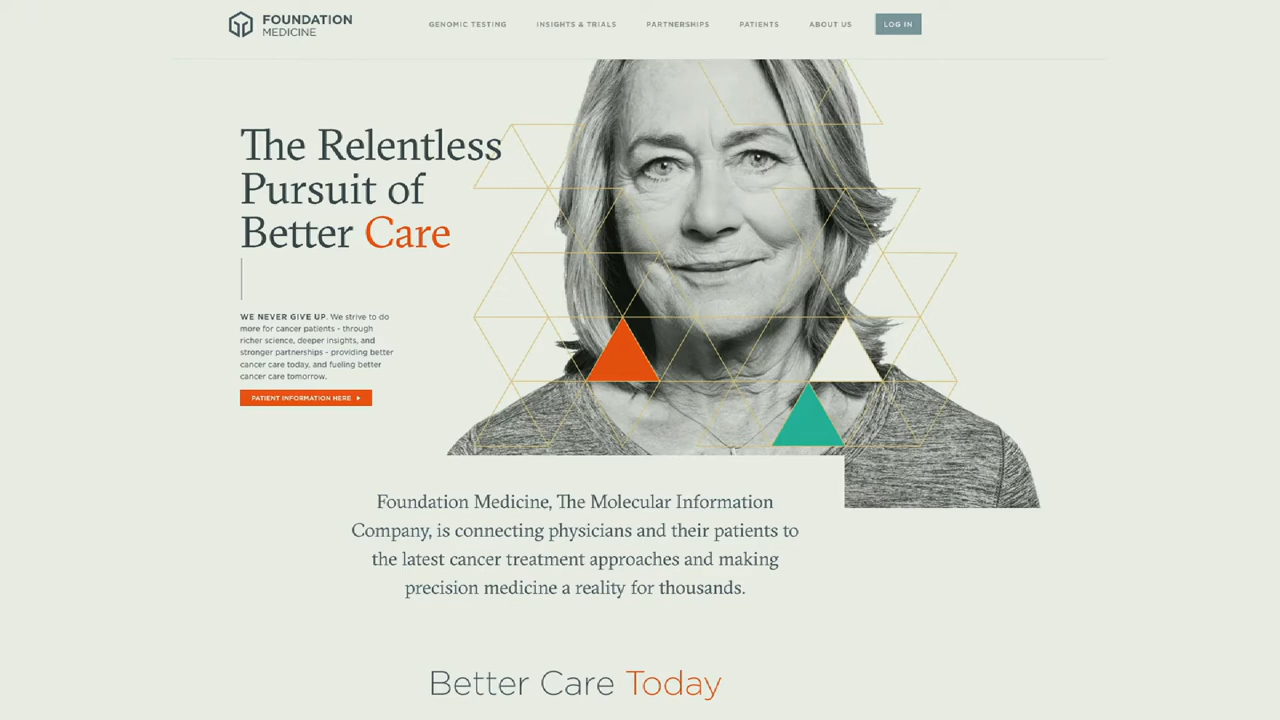 FOUNDATION
MEDICINE
GENOMIC TESTING
INSIGHTS & TRIALS
PARTNERSHIPS
PATIENTS
ABOUT US
LOG IN
The Relentless
Pursuit of
Better Care
WE NEVER GIVE UP. We strive to do
more for cancer patients - through
richer science, deeper insights, and
stronger partnerships - providing better
cancer care today, and fueling better
cancer care tomorrow.
PATIENT INFORMATION HERE
Foundation Medicine, The Molecular Information
Company, is connecting physicians and their patients to
the latest cancer treatment approaches and making
precision medicine a reality for thousands.
Better Care Today